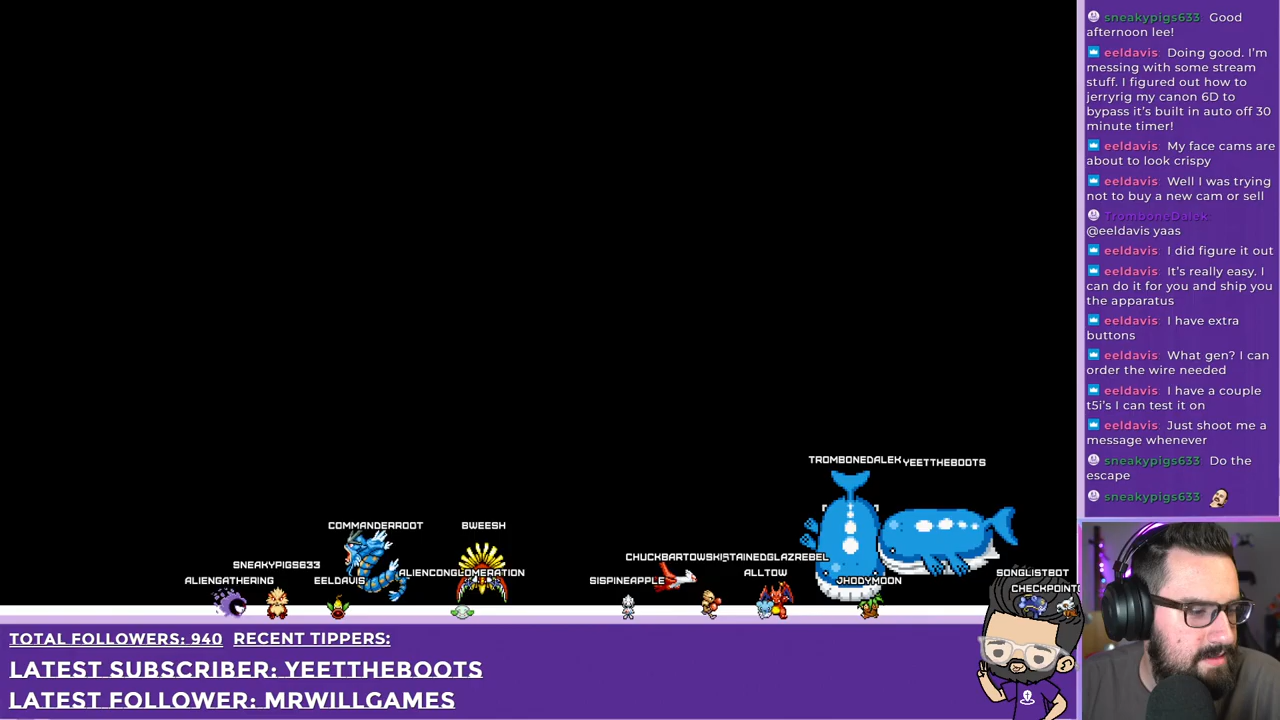 sneakypigs633 Good
afternoon lee!
eeldavis: Doing good. I'm
messing with some stream
stuff. I figured out how to
jerryrig my canon 6D to
bypass it's built in auto off 30
minute timer!
eeldavis: My face cams are
about to look crispy
eeldavis: Well I was trying
not to buy a new cam or sell
TromboneDalek:
@eeldavis yaas
eeldavis: I did figure it out
eeldavis: It's really easy. I
can do it for you and ship you
the apparatus
eeldavis: I have extra
buttons
eeldavis: What gen? I can
order the wire needed
eeldavis: I have a couple
t5i's I can test it on
eeldavis: Just shoot me a
message whenever
sneakypigs633 Do the
escape
sneakypigs633
TROMBONEDALEK YEETTHEBOOTS
COMMANDERROOT BWEESH
SNEAKYPIGS633 ALIENCONGLOMERATION ALLTDW SONGLISTBOT
ALIENGATHERING EELDAVIS SISPINEAPPLE JHODYMOON
TOTAL FOLLOWERS: 940 RECENT TIPPERS:
LATEST SUBSCRIBER: YEETTHEBOOTS
LATEST FOLLOWER: MRWILLGAMES